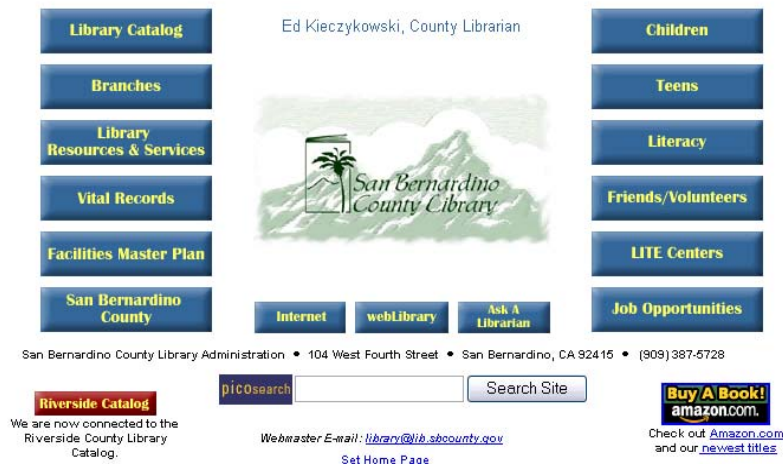 Library Catalog
Branches
Library
Resources & Services
Vital Records
Facilities Master Plan
San Bernardino
County
Ed Kieczykowski, County Librarian
San Bernardino
County Library
Internet
webLibrary
Ask A
Librarian
Children
Teens
Literacy
Friends/Volunteers
LITE Centers
Job Opportunities
San Bernardino County Library Administration • 104 West Fourth Street • San Bernardino, CA 92415 • (909) 387-5728
Riverside Catalog
We are now connected to the
Riverside County Library
Catalog.
picosearch
Search Site
Webmaster E-mail: library@lib.sbcounty.gov
Set Home Page
Buy A Book!
amazon.com.
Check out Amazon.com
and our newest titles